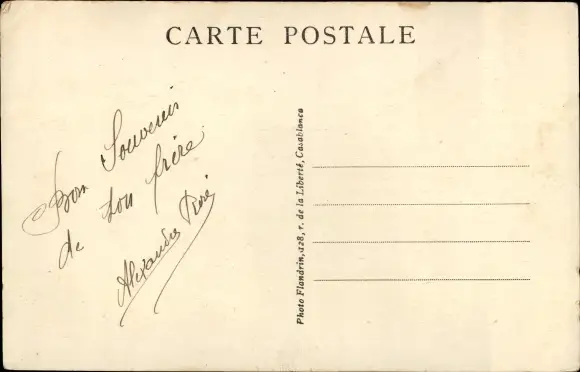 CARTE POSTALE
Bon Souvenir
de ton frère
Alexandre
Photo Flandrin, 128, r. de la Liberté, Casablanca